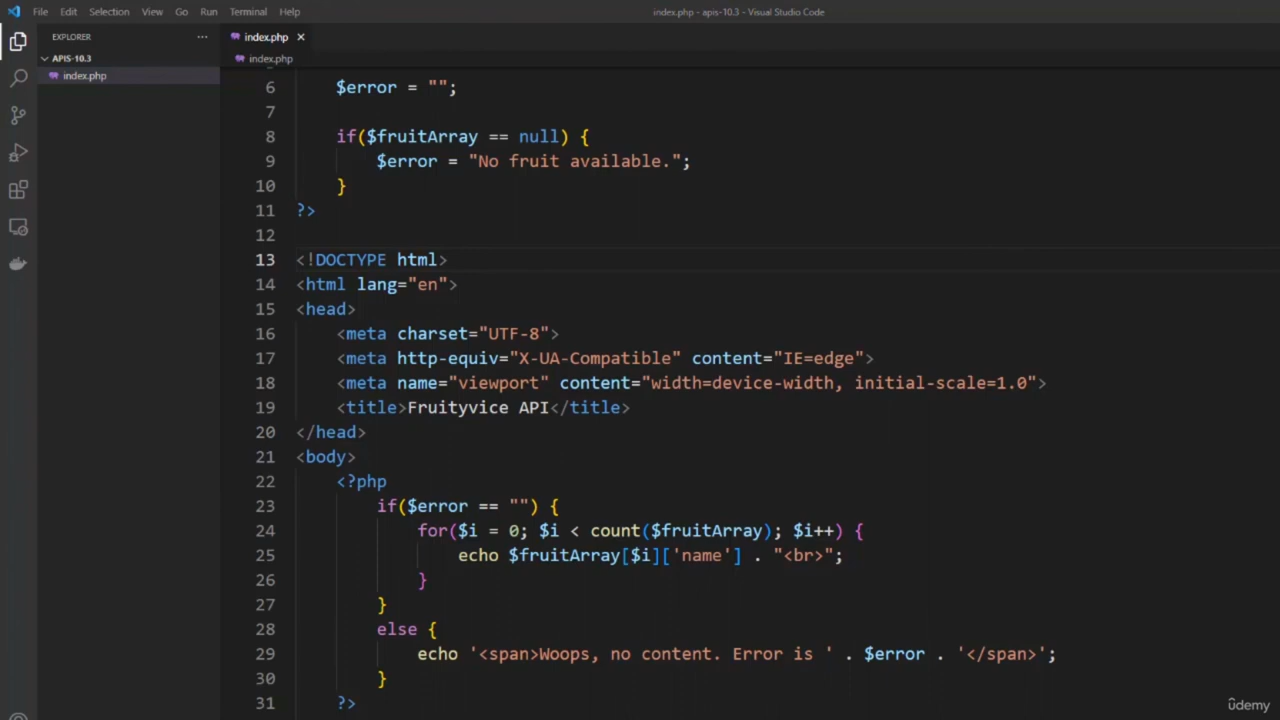 File Edit Selection View Go Run Terminal Help
index.php - apis-10.3 - Visual Studio Code
EXPLORER
APIS-10.3
index.php
index.php
index.php
6 $error = "";
7
8 if($fruitArray == null) {
9 $error = "No fruit available.";
10 }
11 ?>
12
13 <!DOCTYPE html>
14 <html lang="en">
15 <head>
16 <meta charset="UTF-8">
17 <meta http-equiv="X-UA-Compatible" content="IE=edge">
18 <meta name="viewport" content="width=device-width, initial-scale=1.0">
19 <title>Fruityvice API</title>
20 </head>
21 <body>
22 <?php
23 if($error == "") {
24 for($i = 0; $i < count($fruitArray); $i++) {
25 echo $fruitArray[$i]['name'] . "<br>";
26 }
27 }
28 else {
29 echo '<span>Woops, no content. Error is ' . $error . '</span>';
30 }
31 ?>
ûdemy